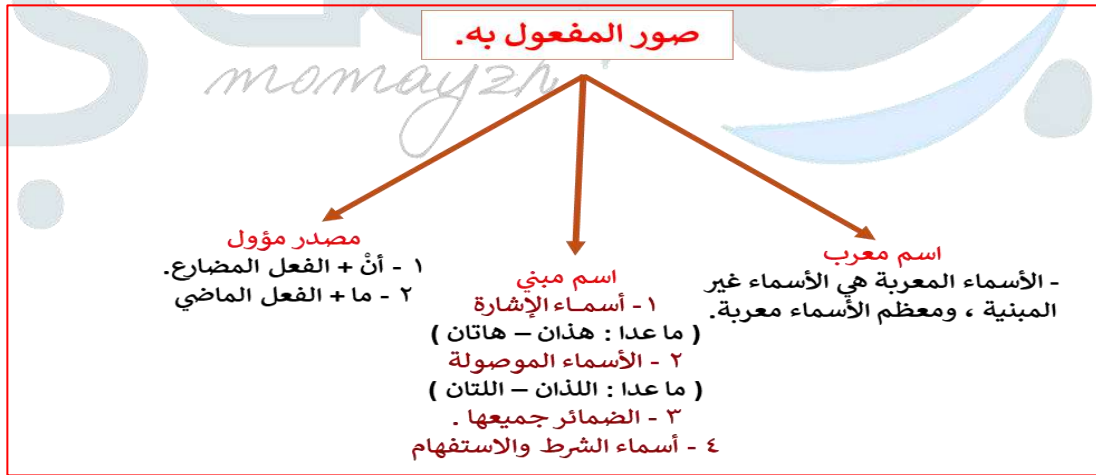 صور المفعول به.
momayzh
اسم معرب
- الأسماء المعربة هي الأسماء غير
المبنية ، ومعظم الأسماء معربة.
اسم مبني
١ - أسمـاء الإشارة
( ما عدا : هذان – هاتان )
٢ - الأسماء الموصولة
( ما عدا : اللذان – اللتان )
٣ - الضمائر جميعها .
٤ - أسماء الشرط والاستفهام
مصدر مؤول
١ - أنْ + الفعل المضارع.
٢ - ما + الفعل الماضي